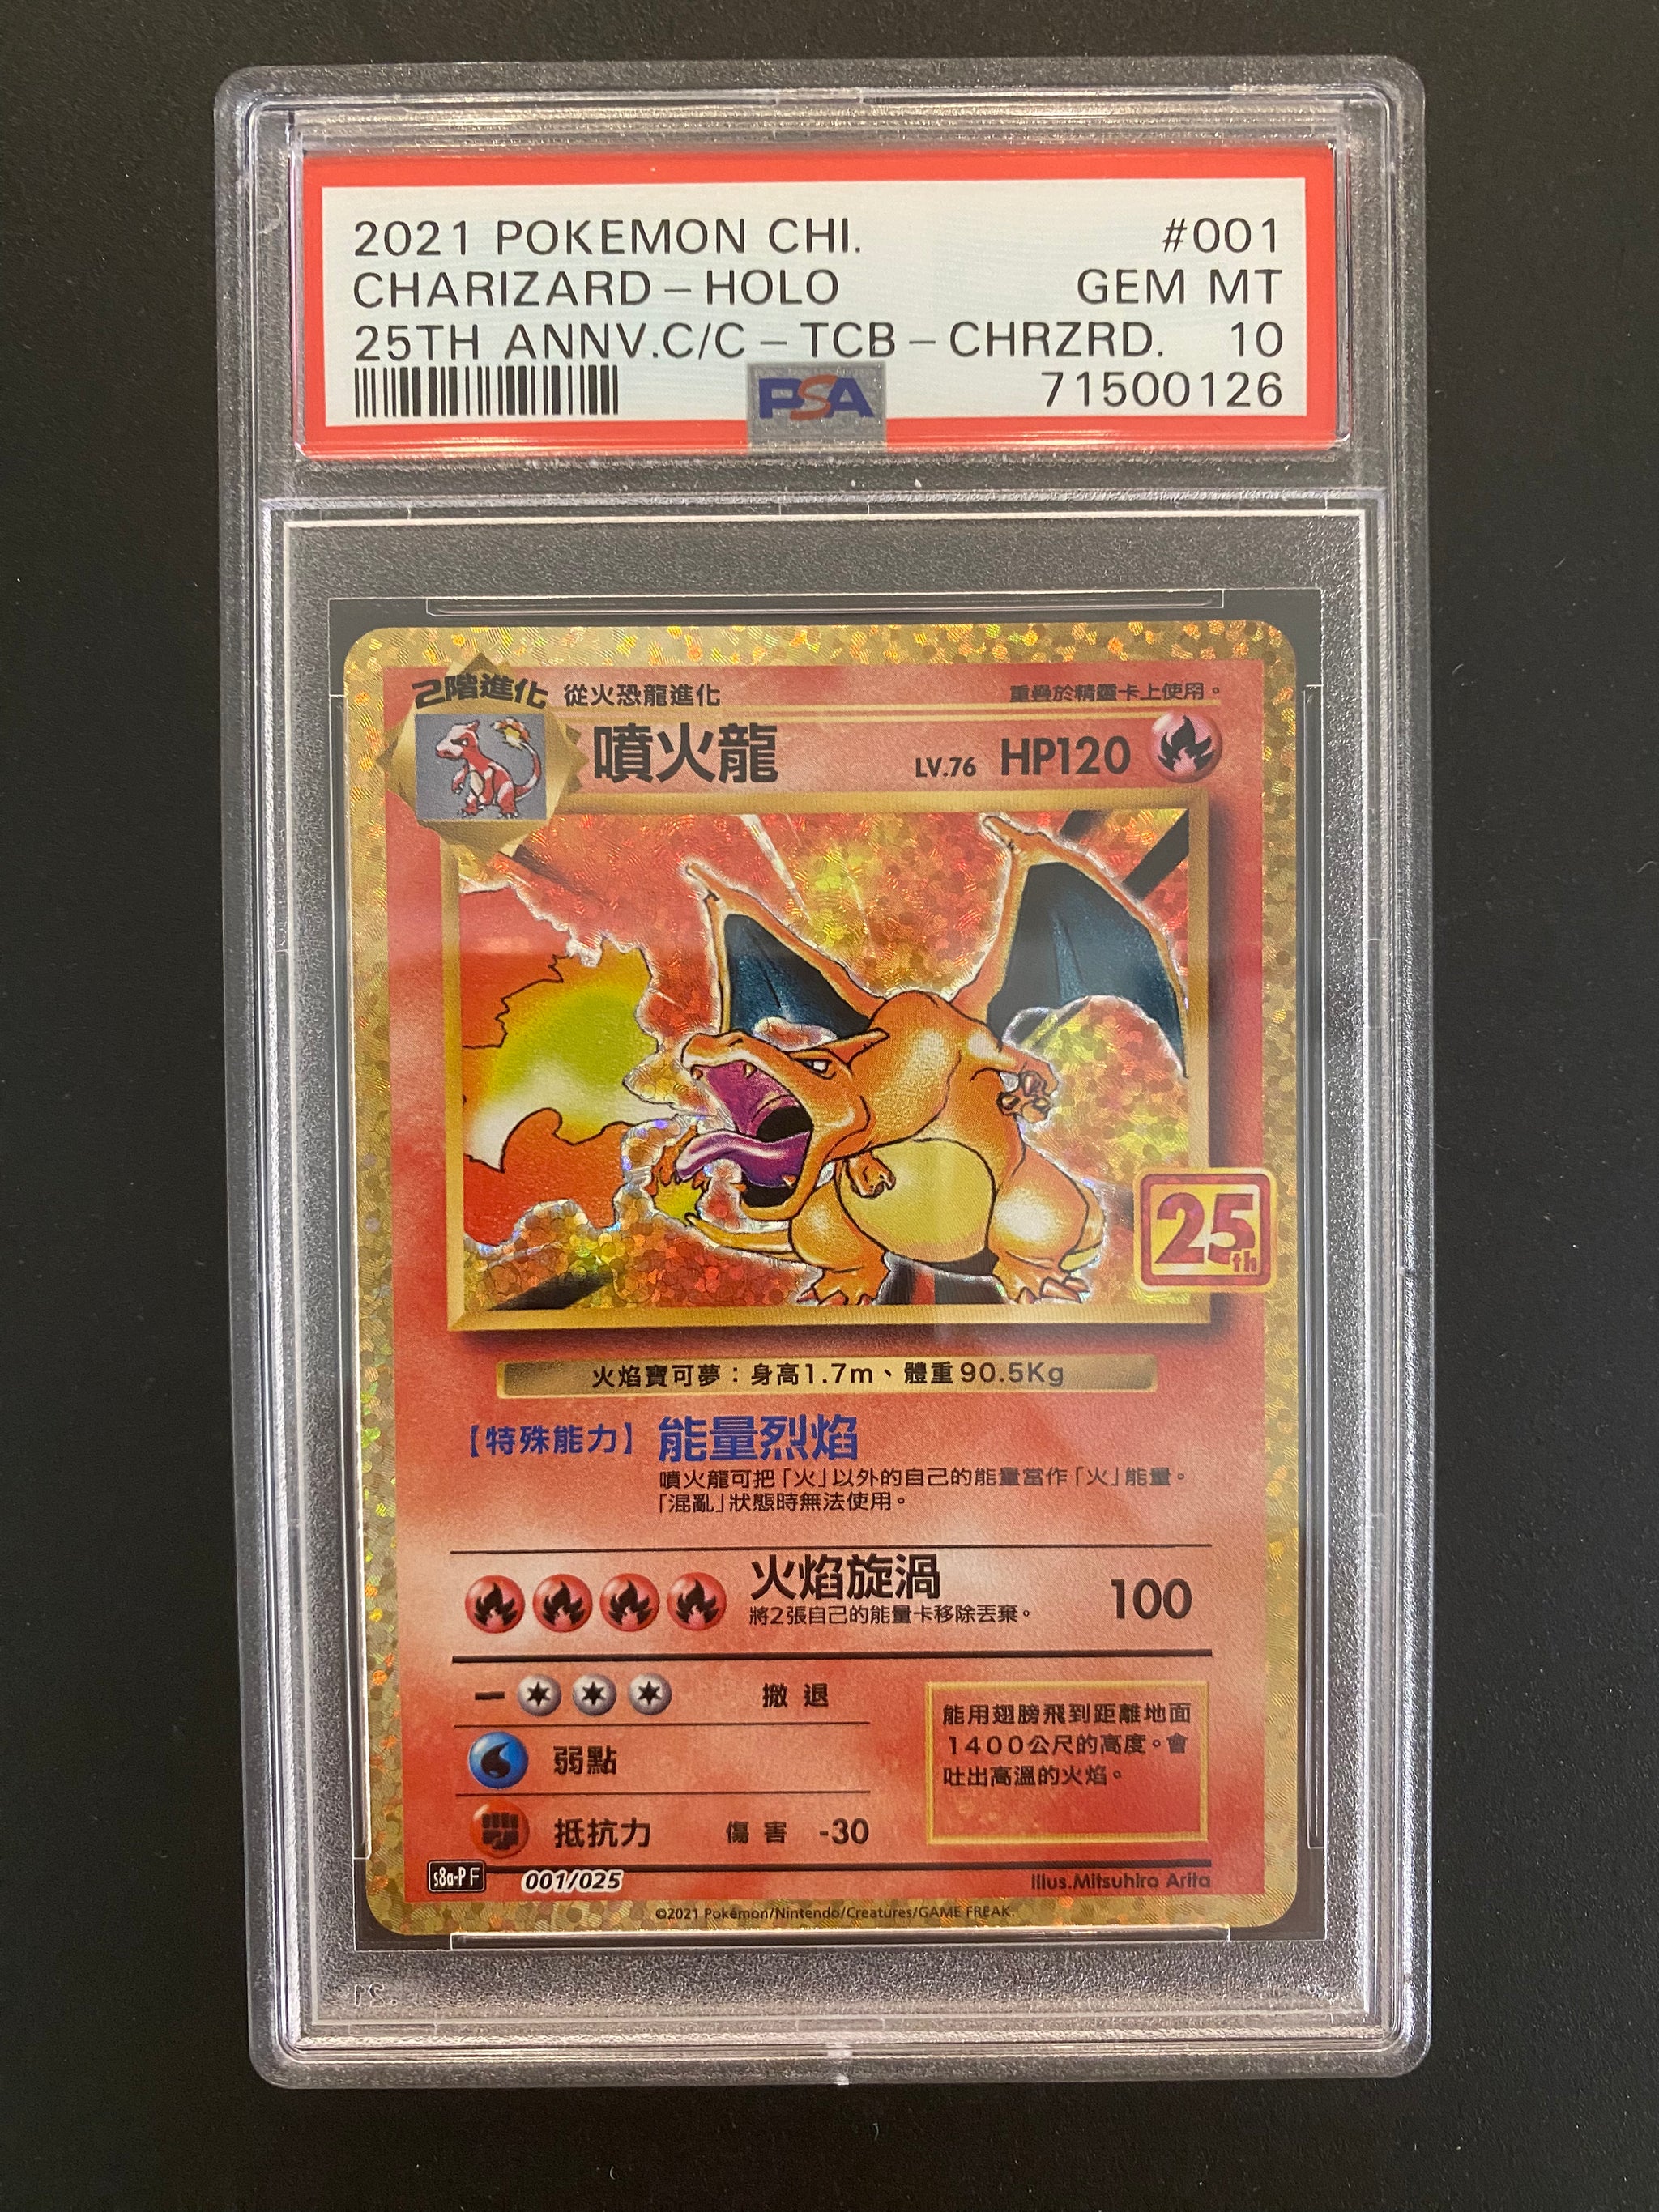 2021 POKEMON CHI. #001
CHARIZARD - HOLO GEM MT
25TH ANNV.C/C - TCB - CHRZRD. 10
71500126
PSA
2階進化 從火恐龍進化 重疊於精靈卡上使用。
噴火龍 LV.76 HP120
25th
火焰寶可夢：身高1.7m、體重90.5Kg
【特殊能力】 能量烈焰
噴火龍可把「火」以外的自己的能量當作「火」能量。
「混亂」狀態時無法使用。
火焰旋渦 100
將2張自己的能量卡移除丟棄。
撤退
弱點
抵抗力 傷害 -30
能用翅膀飛到距離地面
1400公尺的高度。會
吐出高溫的火焰。
s8a-P F 001/025 Illus.Mitsuhiro Arita
©2021 Pokémon/Nintendo/Creatures/GAME FREAK.